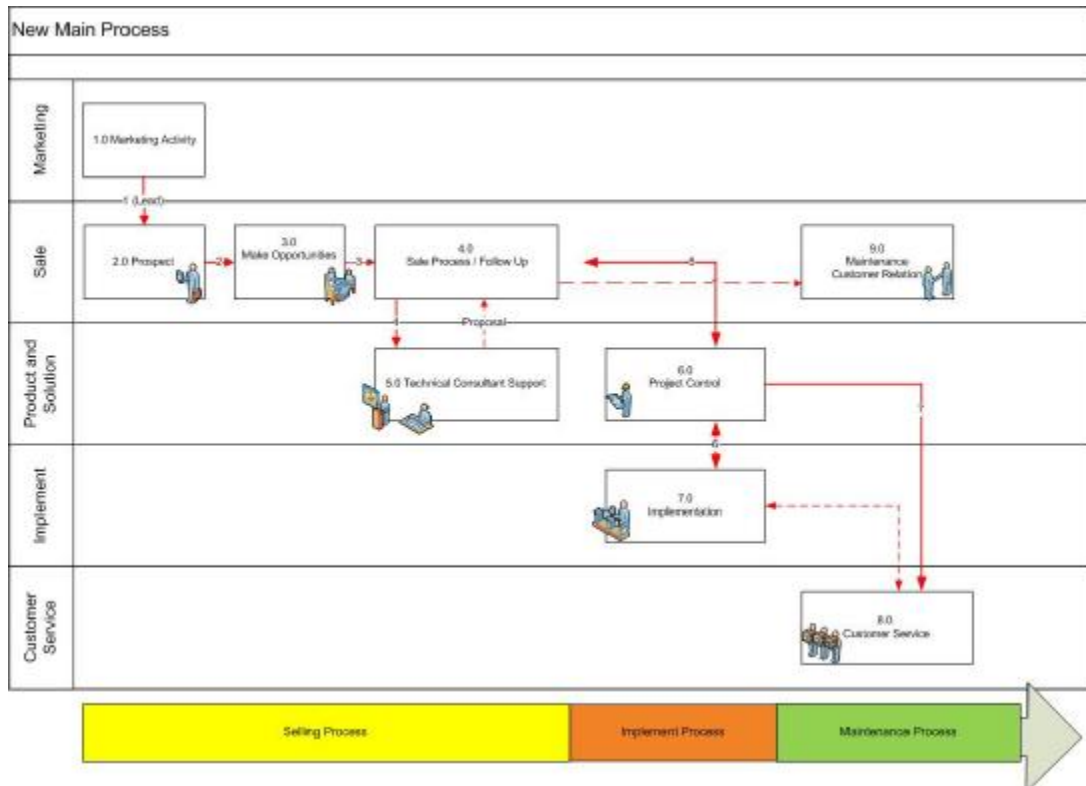 New Main Process
Marketing
1.0 Marketing Activity
1 (Lead)
Sale
2.0 Prospect
2
3.0
Make Opportunities
3
4.0
Sale Process / Follow Up
9.0
Maintenance
Customer Relation
Proposal
Product and
Solution
5.0 Technical Consultant Support
6.0
Project Control
6
Implement
7.0
Implementation
Customer
Service
8.0
Customer Service
Selling Process
Implement Process
Maintenance Process